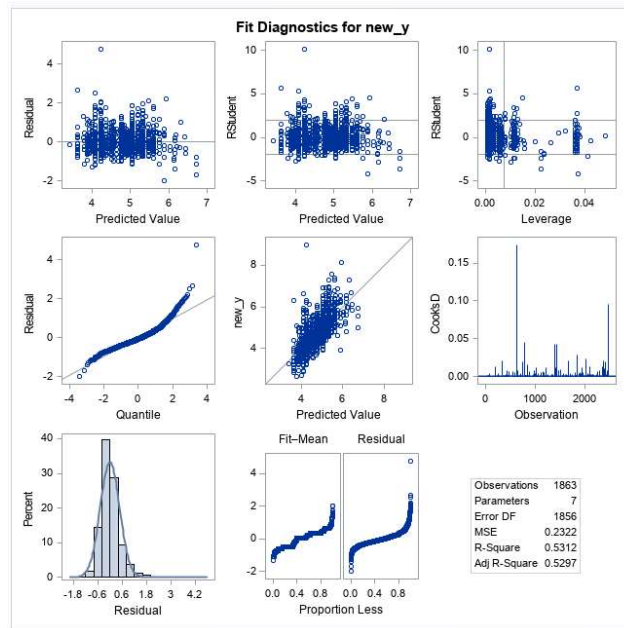 Fit Diagnostics for new_y
4
2
0
-2
Residual
4 5 6 7
Predicted Value
10
5
0
-5
RStudent
4 5 6 7
Predicted Value
10
5
0
-5
RStudent
0.00 0.02 0.04
Leverage
4
2
0
-2
Residual
-4 -2 0 2 4
Quantile
8
6
4
new_y
4 6 8
Predicted Value
0.15
0.10
0.05
0.00
Cook's D
0 1000 2000
Observation
40
30
20
10
0
Percent
-1.8 -0.6 0.6 1.8 3 4.2
Residual
Fit–Mean Residual
4
2
0
-2
0.0 0.4 0.8 0.0 0.4 0.8
Proportion Less
Observations 1863
Parameters 7
Error DF 1856
MSE 0.2322
R-Square 0.5312
Adj R-Square 0.5297